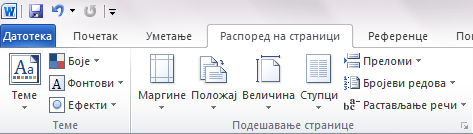 Датотека Почетак Уметање Распоред на страници Референце
Теме Боје Фонтови Ефекти
Маргине Положај Величина Ступци
Преломи
Бројеви редова
Растављање речи
Теме Подешавање странице